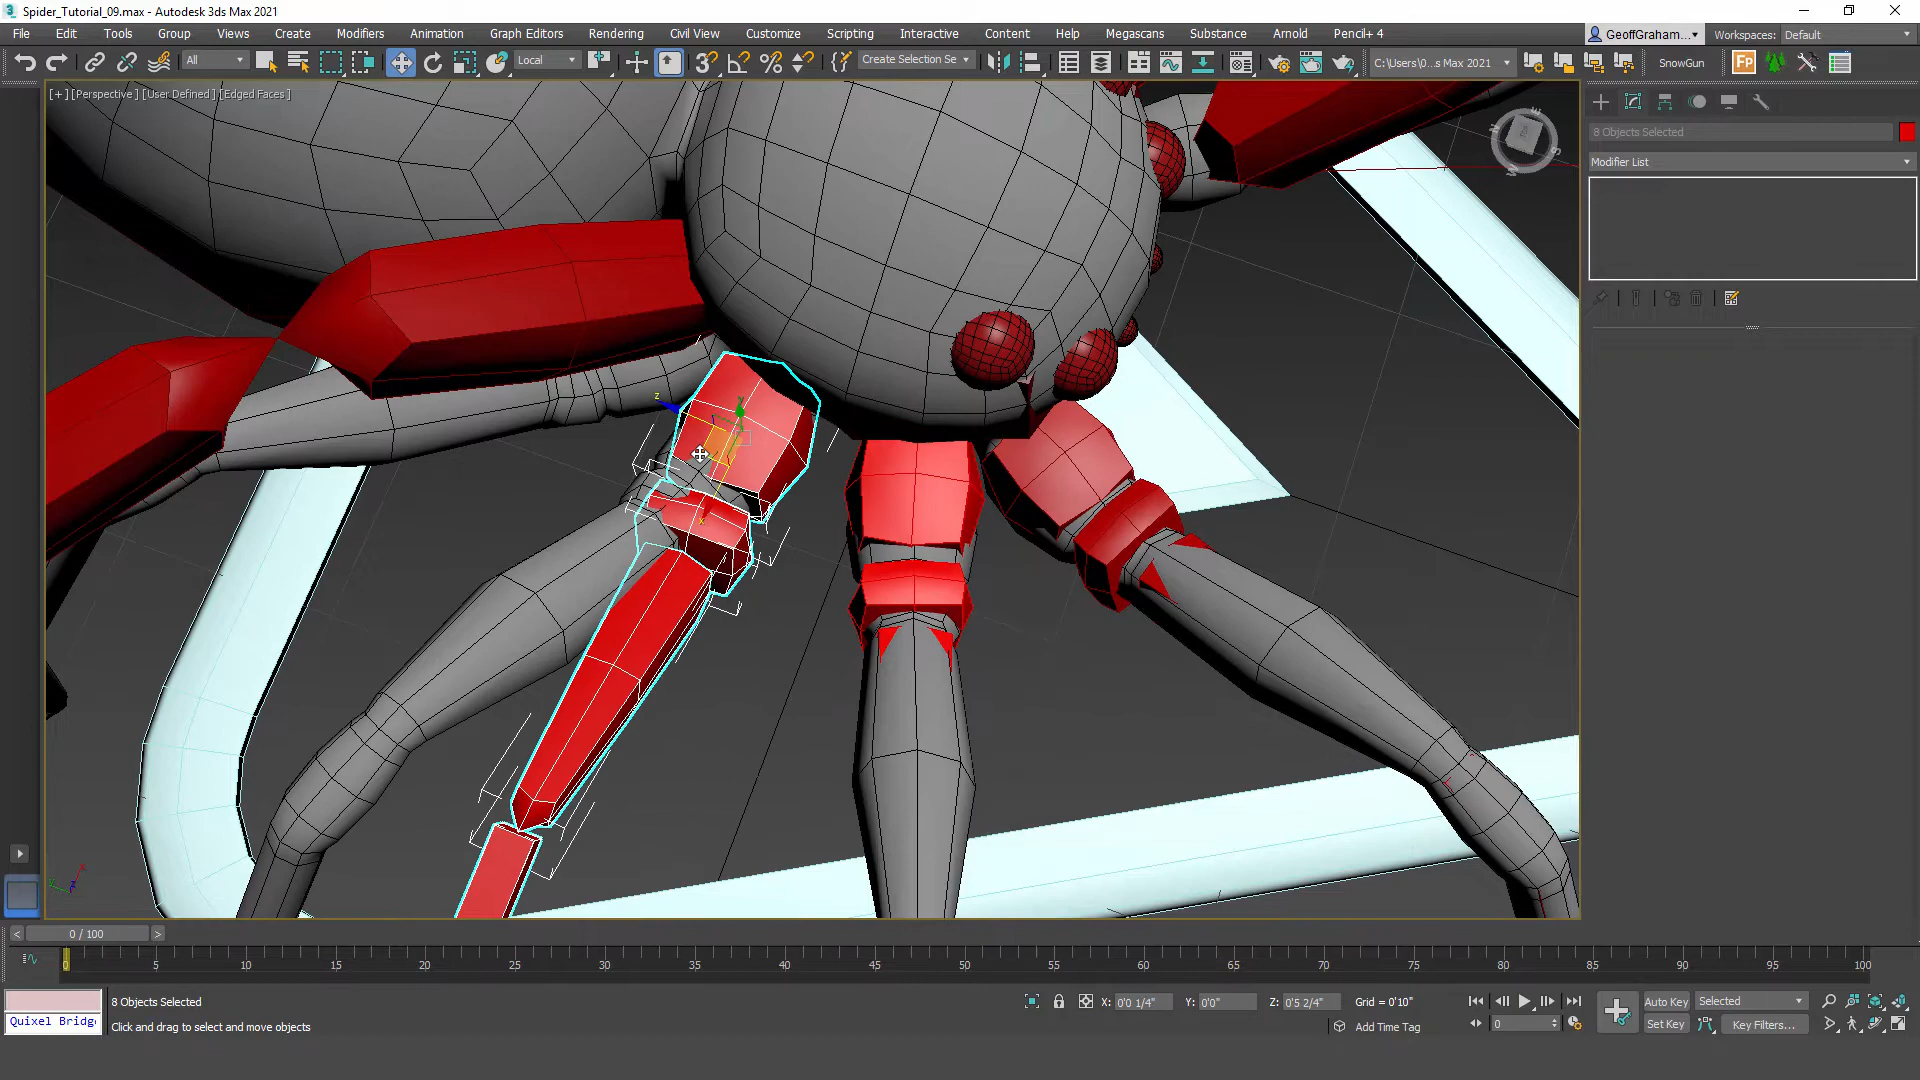 Spider_Tutorial_09.max - Autodesk 3ds Max 2021
File Edit Tools Group Views Create Modifiers Animation Graph Editors Rendering Civil View Customize Scripting Interactive Content Help Megascans Substance Arnold Pencil+ 4
GeoffGraham... Workspaces: Default
All Local Create Selection Se C:\Users\0...s Max 2021 SnowGun
[+] [Perspective ] [User Defined ] [Edged Faces ]
8 Objects Selected
Modifier List
z
y
x
< 0 / 100 >
0 5 10 15 20 25 30 35 40 45 50 55 60 65 70 75 80 85 90 95 100
8 Objects Selected
X: 0'0 1/4" Y: 0'0" Z: 0'5 2/4" Grid = 0'10"
Auto Key Selected
Quixel Bridg
Click and drag to select and move objects
Add Time Tag
0
Set Key Key Filters...